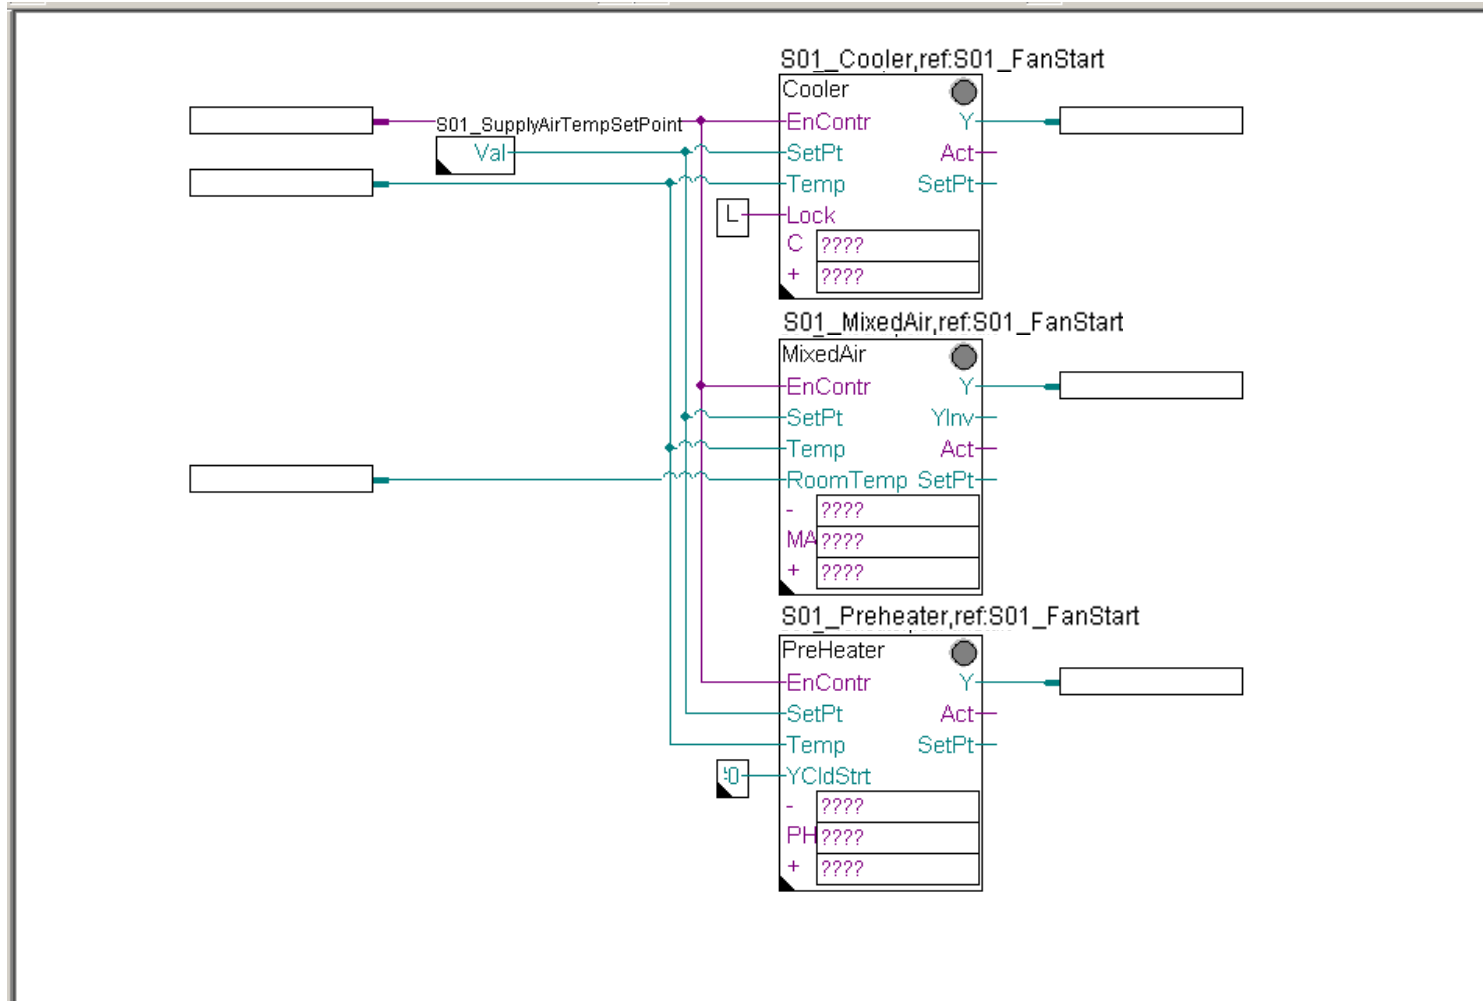 S01_Cooler,ref:S01_FanStart
Cooler
S01_SupplyAirTempSetPoint
EnContr Y
Val
SetPt Act
Temp SetPt
L
Lock
C ????
+ ????
S01_MixedAir,ref:S01_FanStart
MixedAir
EnContr Y
SetPt YInv
Temp Act
RoomTemp SetPt
- ????
MA ????
+ ????
S01_Preheater,ref:S01_FanStart
PreHeater
EnContr Y
SetPt Act
Temp SetPt
YCldStrt
- ????
PH ????
+ ????